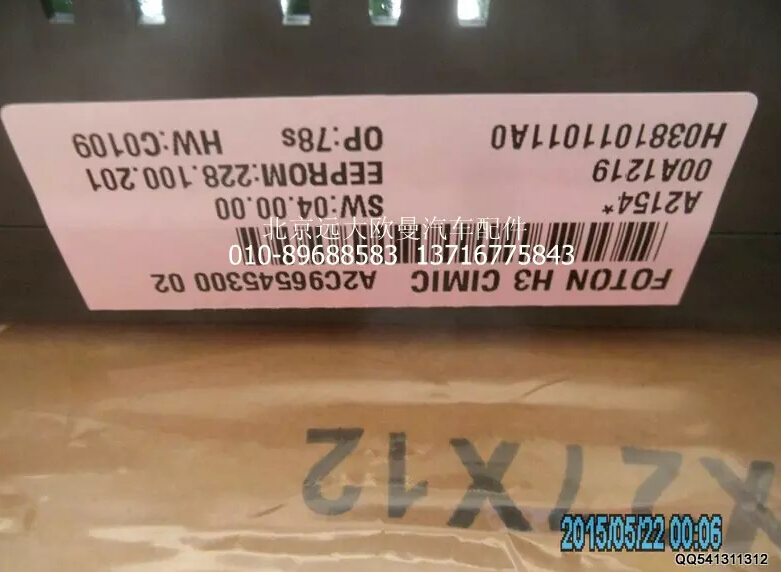 FOTON H3 CIMIC A2C96545300 02
A2154* SW:04.00.00
00A1219 EEPROM:228.100.201
H0381011011A0 OP:78s HW:C0109
北京远大欧曼汽车配件
010-89688583 13716775843
2015/05/22 00:06
QQ541311312